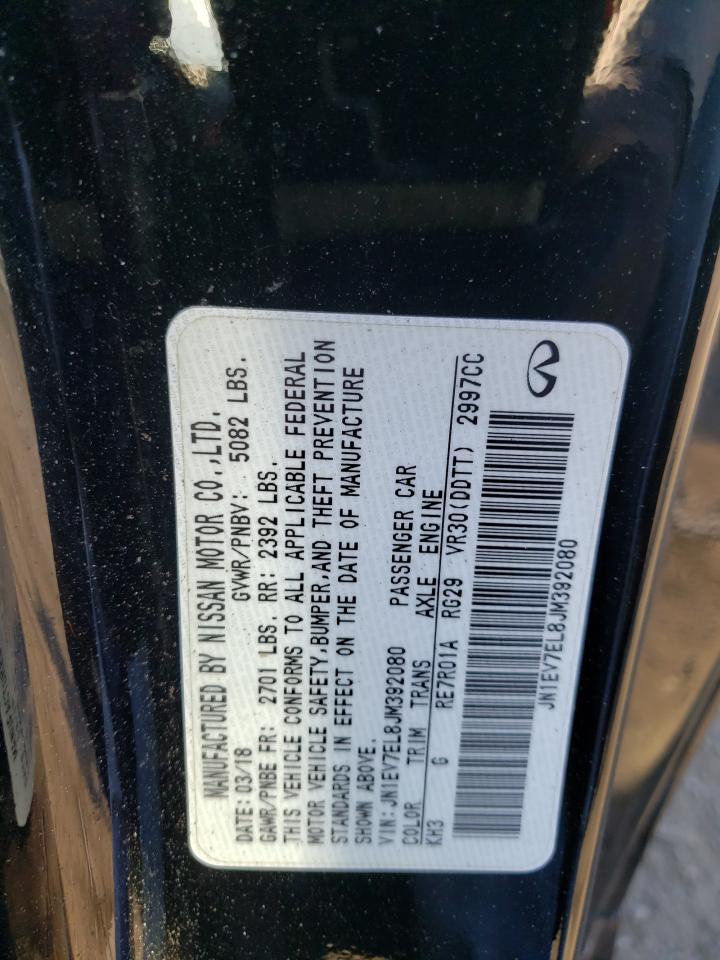 MANUFACTURED BY NISSAN MOTOR CO.,LTD.
DATE: 03/18 GVWR/PNBV: 5082 LBS.
GAWR/PNBE FR: 2701 LBS. RR: 2392 LBS.
THIS VEHICLE CONFORMS TO ALL APPLICABLE FEDERAL
MOTOR VEHICLE SAFETY,BUMPER,AND THEFT PREVENTION
STANDARDS IN EFFECT ON THE DATE OF MANUFACTURE
SHOWN ABOVE.
VIN:JN1EV7EL8JM392080 PASSENGER CAR
COLOR TRIM TRANS AXLE ENGINE
KH3 G RE7R01A RG29 VR30(DDTT) 2997CC
JN1EV7EL8JM392080